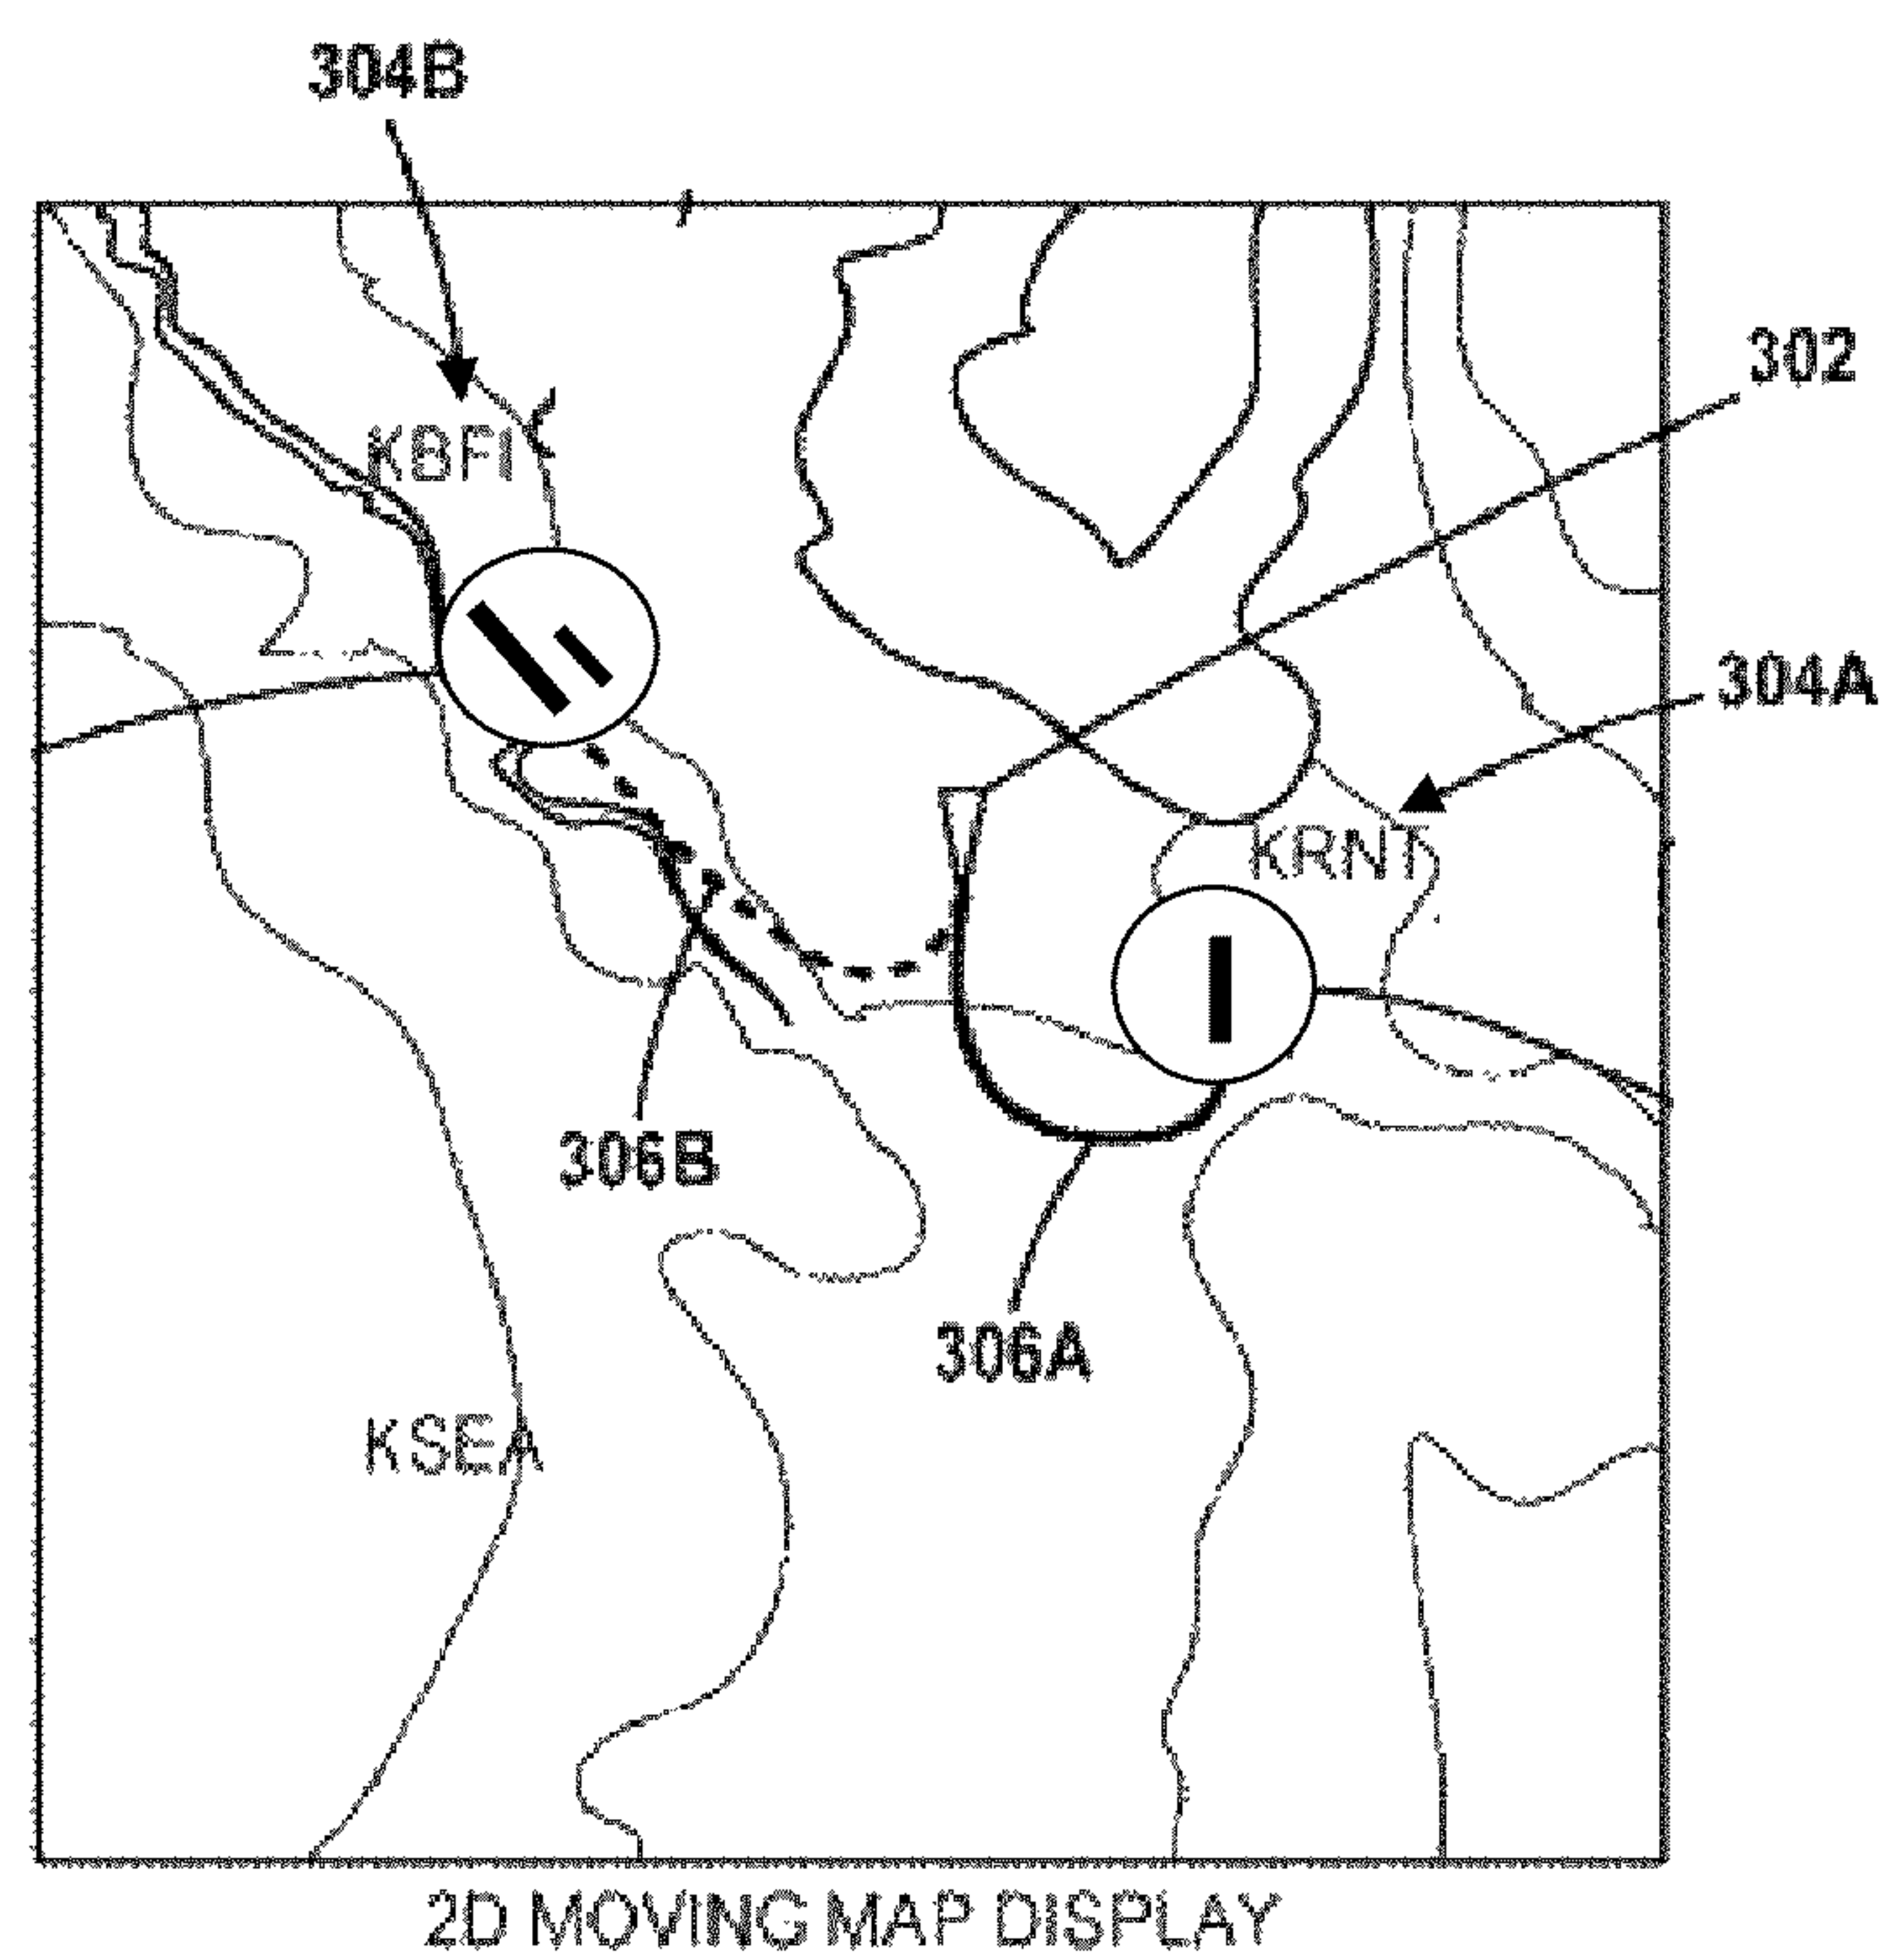 304B
302
KBFI
304A
KRNT
306B
306A
KSEA
2D MOVING MAP DISPLAY